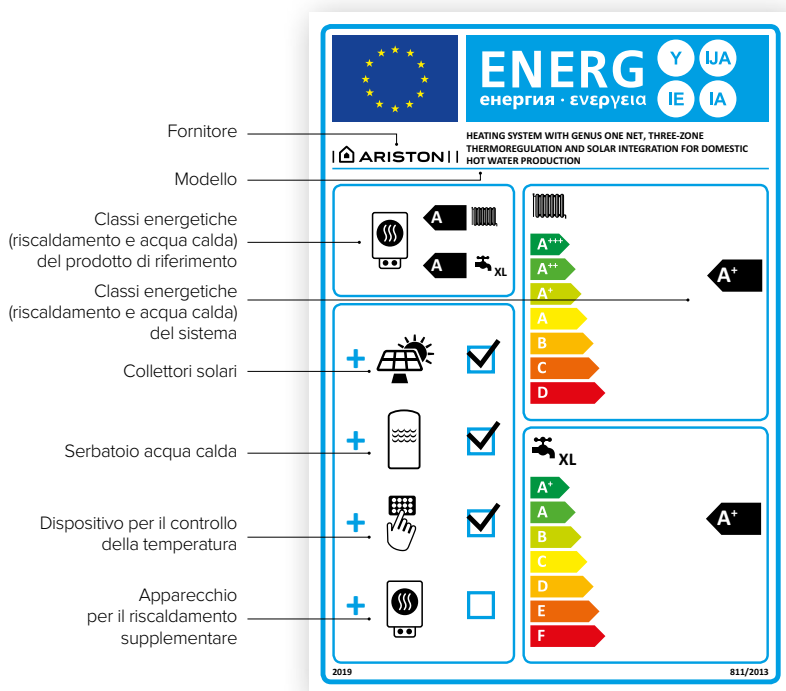 Fornitore
Modello
Classi energetiche
(riscaldamento e acqua calda)
del prodotto di riferimento
Classi energetiche
(riscaldamento e acqua calda)
del sistema
Collettori solari
Serbatoio acqua calda
Dispositivo per il controllo
della temperatura
Apparecchio
per il riscaldamento
supplementare
ENERG
енергия · ενεργεια
Y
IJA
IE
IA
ARISTON
HEATING SYSTEM WITH GENUS ONE NET, THREE-ZONE
THERMOREGULATION AND SOLAR INTEGRATION FOR DOMESTIC
HOT WATER PRODUCTION
A
A
XL
+
+
+
+
A+++
A++
A+
A
B
C
D
A+
XL
A+
A
B
C
D
E
F
A+
2019
811/2013